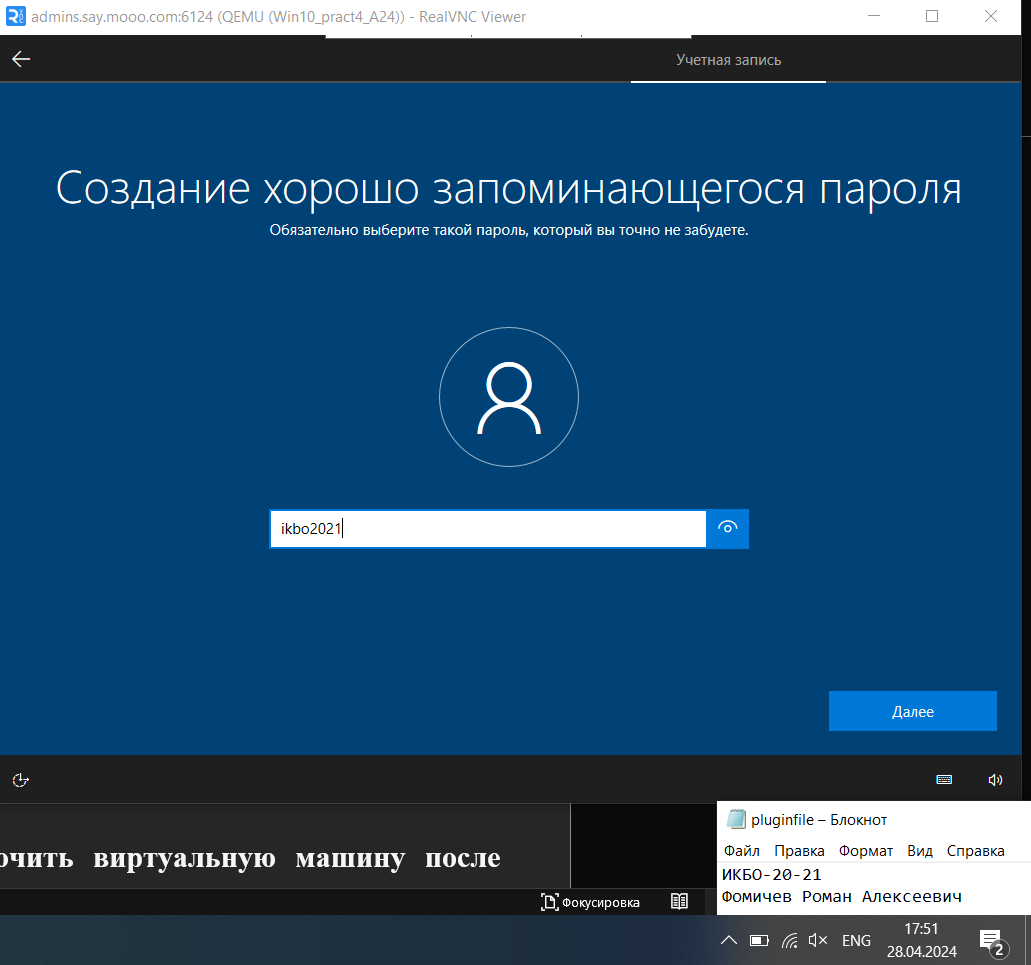 admins.say.mooo.com:6124 (QEMU (Win10_pract4_A24)) - RealVNC Viewer
Учетная запись
Создание хорошо запоминающегося пароля
Обязательно выберите такой пароль, который вы точно не забудете.
ikbo2021
Далее
виртуальную машину после
Фокусировка
pluginfile – Блокнот
Файл Правка Формат Вид Справка
ИКБО-20-21
Фомичев Роман Алексеевич
ENG
17:51
28.04.2024
2